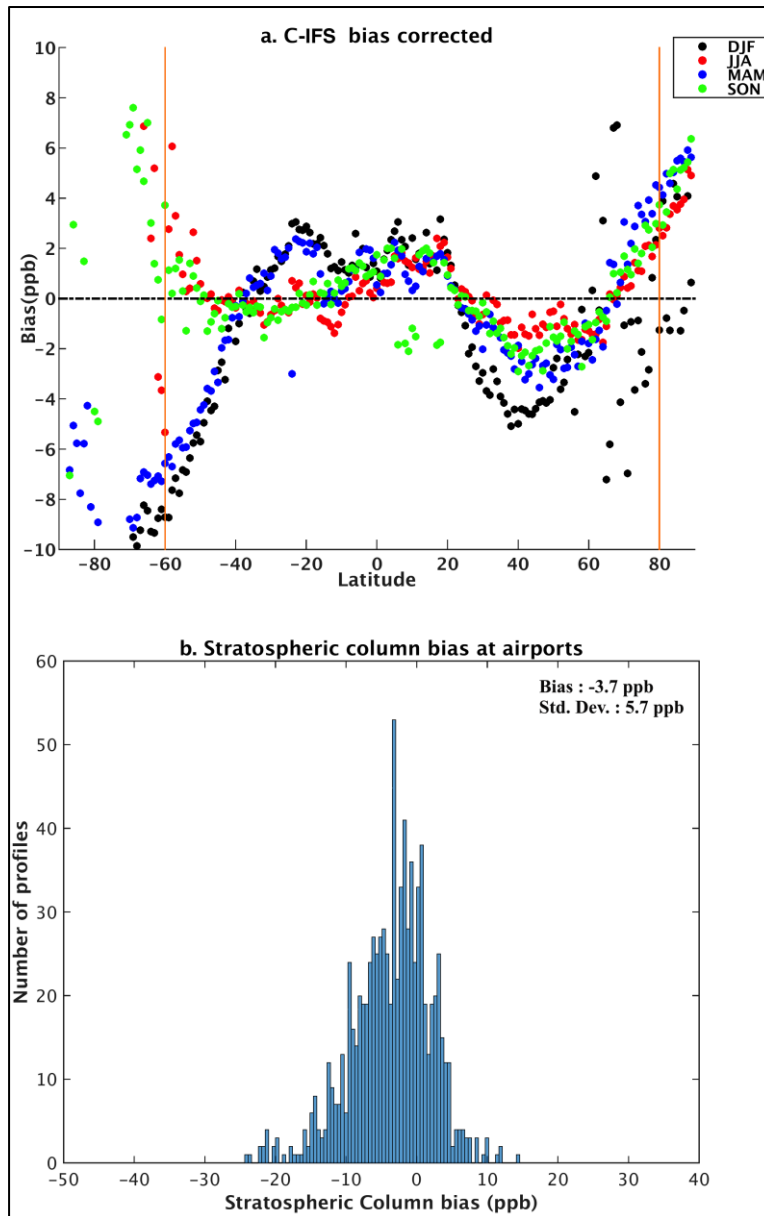 a. C-IFS bias corrected
DJF
JJA
MAM
SON
10
8
6
4
2
0
−2
−4
−6
−8
−10
Bias(ppb)
−80 −60 −40 −20 0 20 40 60 80
Latitude
b. Stratospheric column bias at airports
Bias : -3.7 ppb
Std. Dev. : 5.7 ppb
60
50
40
30
20
10
0
Number of profiles
-50 -40 -30 -20 -10 0 10 20 30 40
Stratospheric Column bias (ppb)